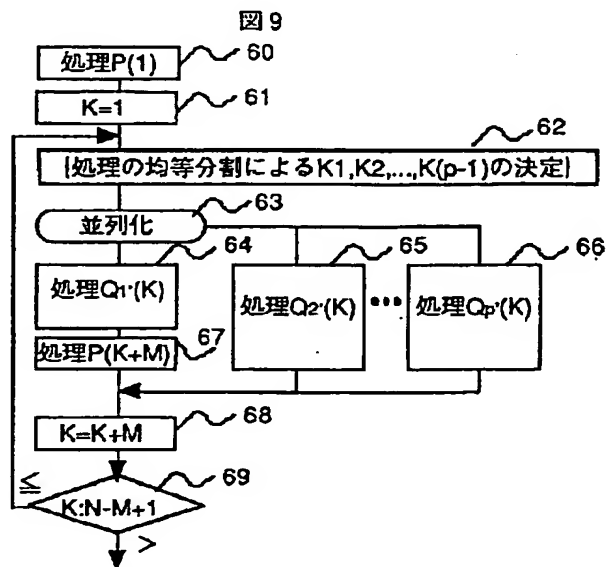 図9
処理P(1) 60
K=1 61
62
{処理の均等分割によるK1,K2,...,K(p-1)の決定}
並列化 63
64 65 66
処理Q1'(K) 処理Q2'(K) ••• 処理Qp'(K)
処理P(K+M) 67
K=K+M 68
≦ 69
K:N-M+1
>